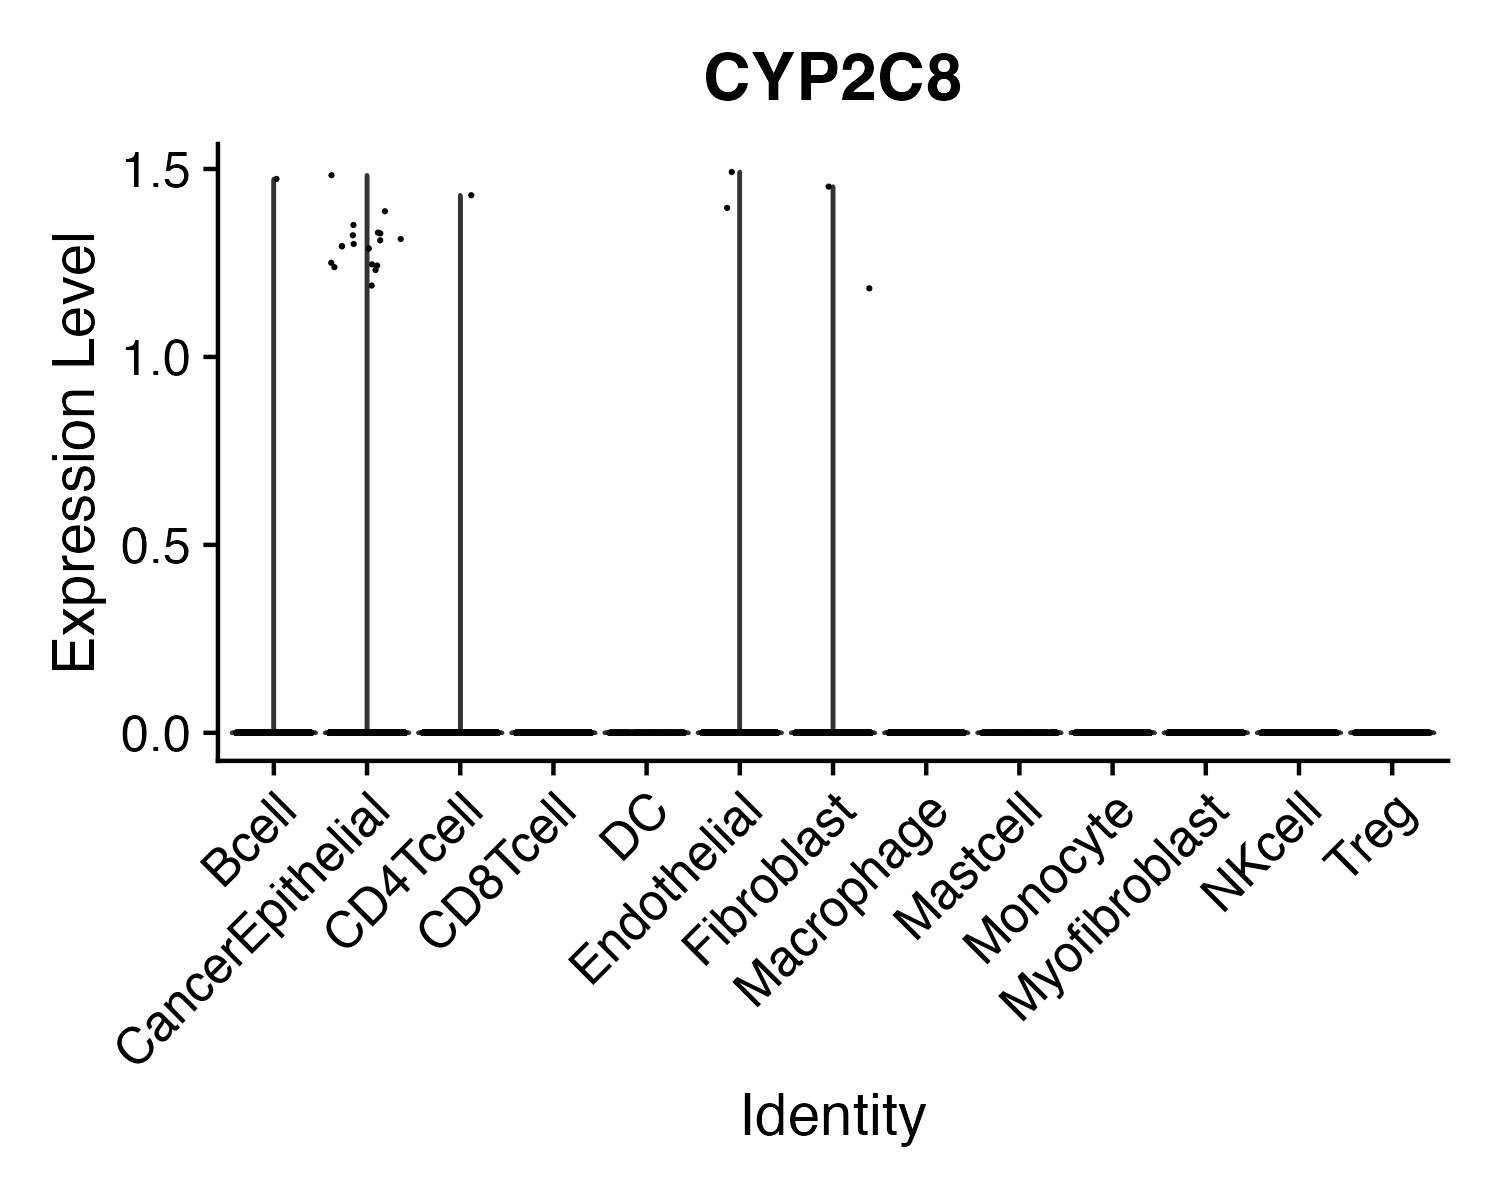 CYP2C8
Expression Level
1.5
1.0
0.5
0.0
Bcell
CancerEpithelial
CD4Tcell
CD8Tcell
DC
Endothelial
Fibroblast
Macrophage
Mastcell
Monocyte
Myofibroblast
NKcell
Treg
Identity